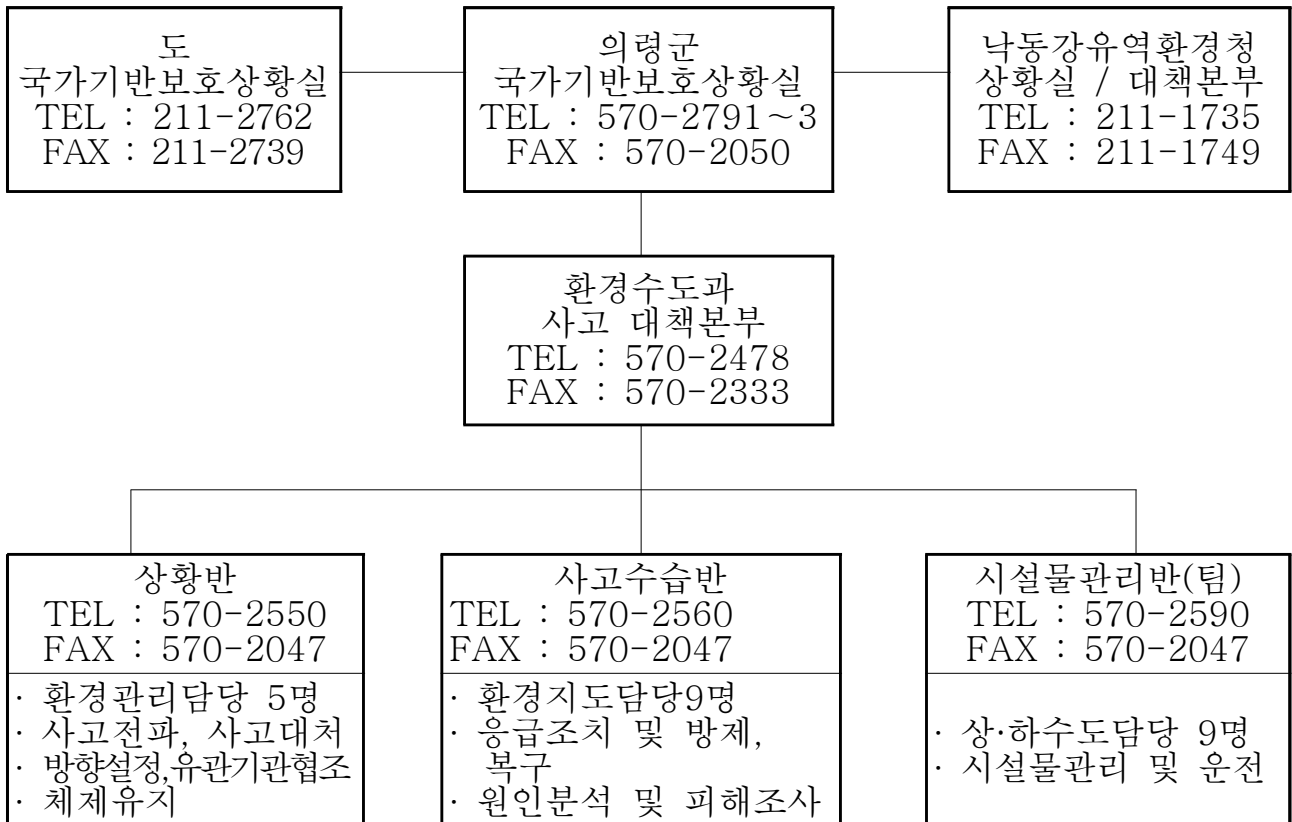 도
국가기반보호상황실
TEL : 211-2762
FAX : 211-2739
의령군
국가기반보호상황실
TEL : 570-2791~3
FAX : 570-2050
낙동강유역환경청
상황실 / 대책본부
TEL : 211-1735
FAX : 211-1749
환경수도과
사고 대책본부
TEL : 570-2478
FAX : 570-2333
상황반
TEL : 570-2550
FAX : 570-2047
· 환경관리담당 5명
· 사고전파, 사고대처
· 방향설정,유관기관협조
· 체제유지
사고수습반
TEL : 570-2560
FAX : 570-2047
· 환경지도담당9명
· 응급조치 및 방제,
복구
· 원인분석 및 피해조사
시설물관리반(팀)
TEL : 570-2590
FAX : 570-2047
· 상·하수도담당 9명
· 시설물관리 및 운전